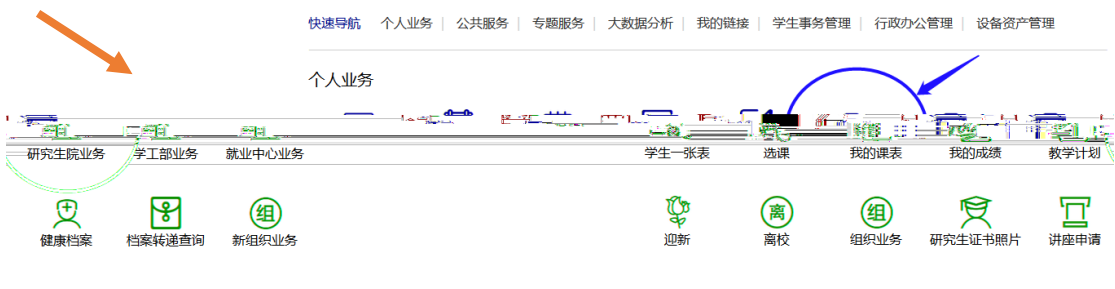 快速导航 个人业务 公共服务 专题服务 大数据分析 我的链接 学生事务管理 行政办公管理 设备资产管理
个人业务
研究生院业务 学工部业务 就业中心业务 学生一张表 选课 我的课表 我的成绩 教学计划
组 离 组
健康档案 档案转递查询 新组织业务 迎新 离校 组织业务 研究生证书照片 讲座申请